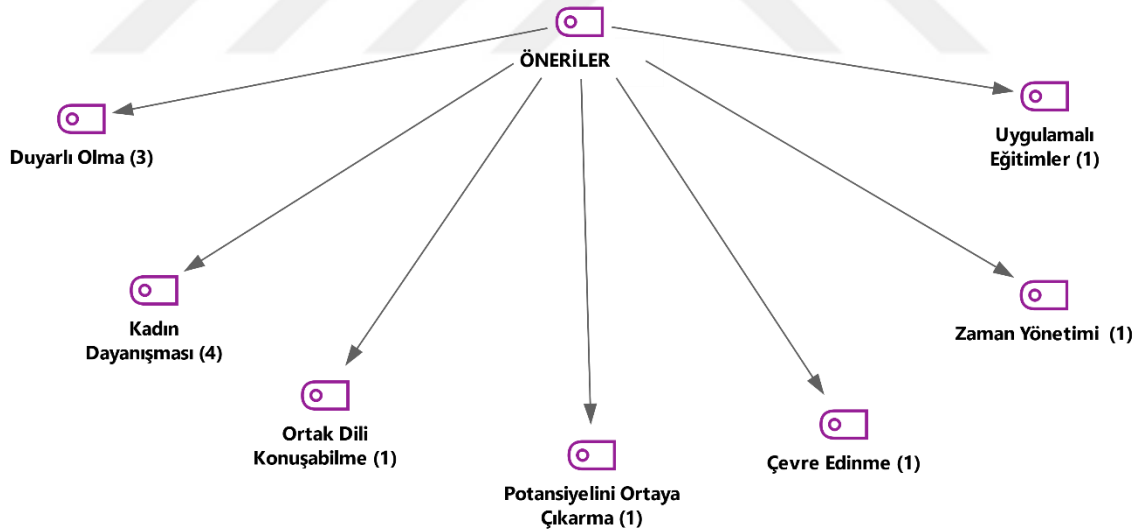 ÖNERİLER
Duyarlı Olma (3)
Uygulamalı
Eğitimler (1)
Kadın
Dayanışması (4)
Zaman Yönetimi (1)
Ortak Dili
Konuşabilme (1)
Çevre Edinme (1)
Potansiyelini Ortaya
Çıkarma (1)